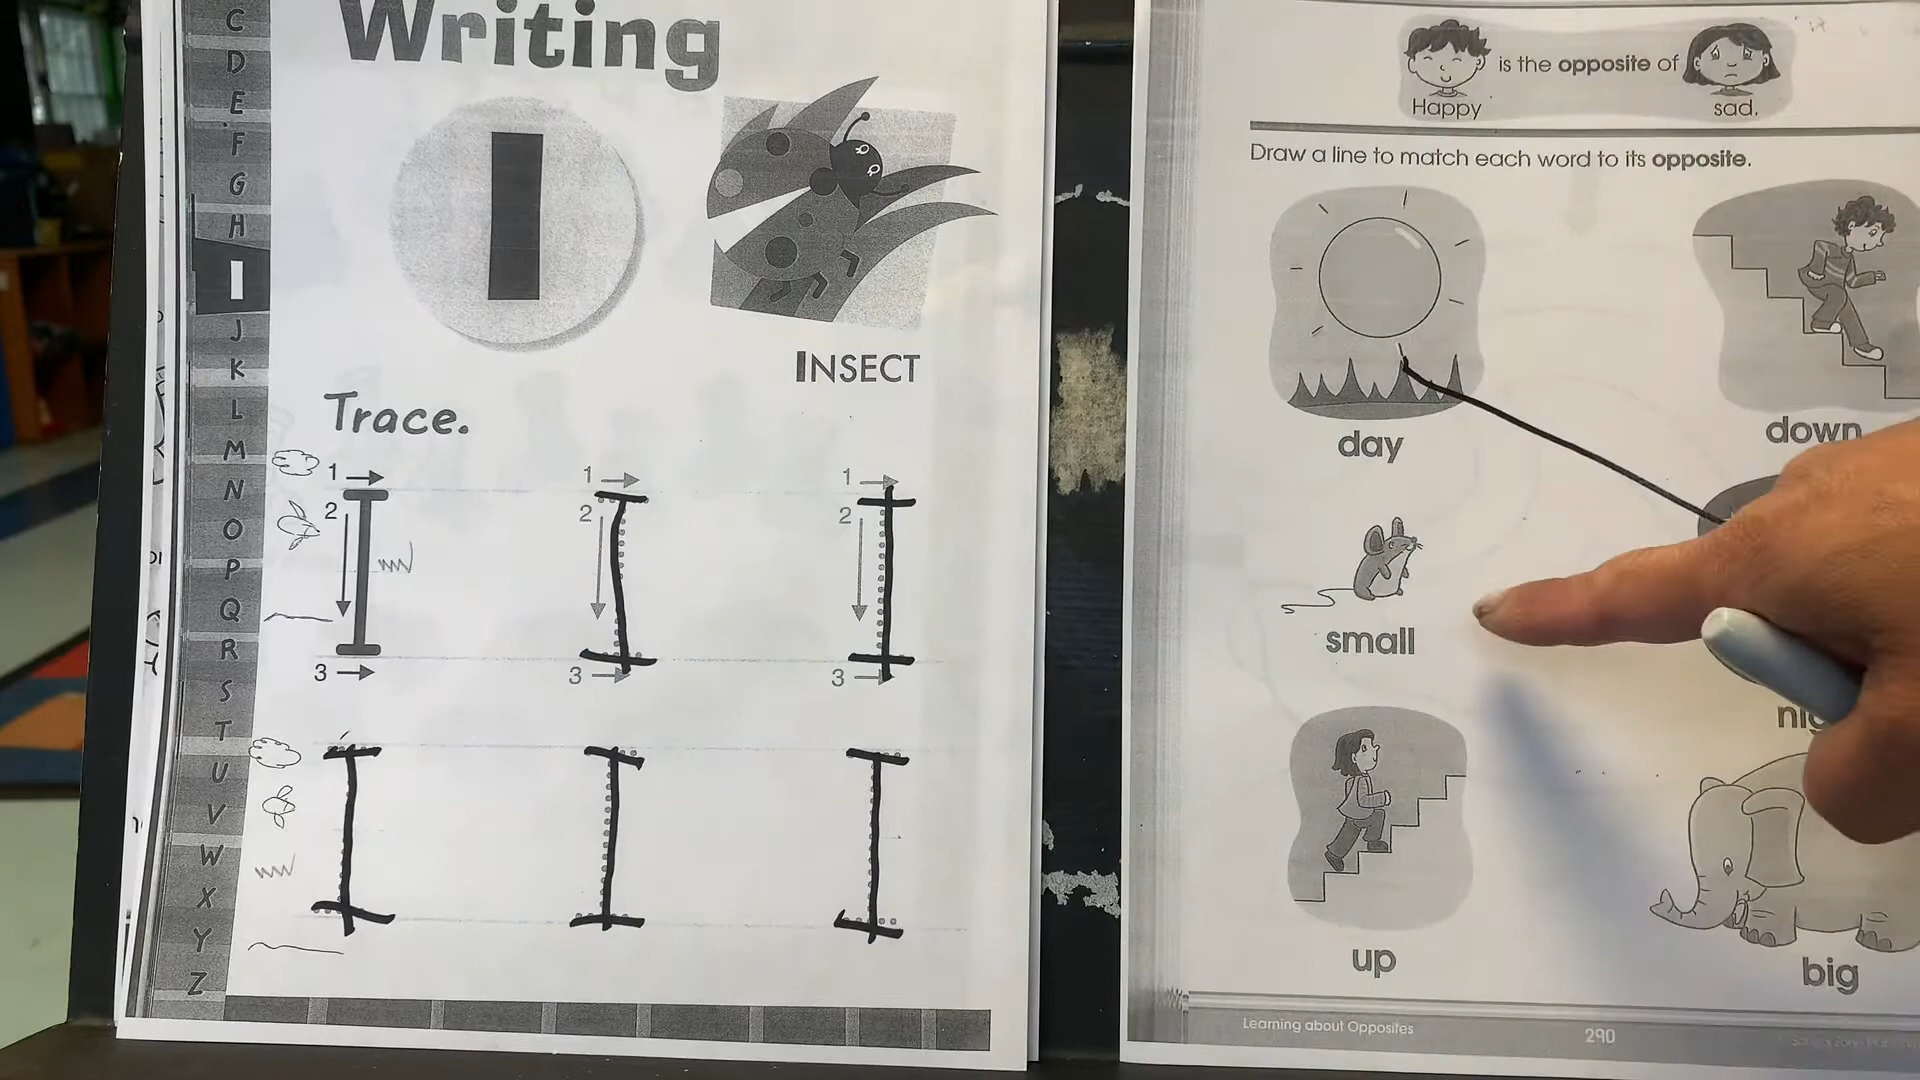 Writing
I
INSECT
Trace.
1
2
3
1
2
3
1
2
3
C
D
E
F
G
H
I
J
K
L
M
N
O
P
Q
R
S
T
U
V
W
X
Y
Z
is the opposite of
Happy
sad.
Draw a line to match each word to its opposite.
day
down
small
up
big
Learning about Opposites
290